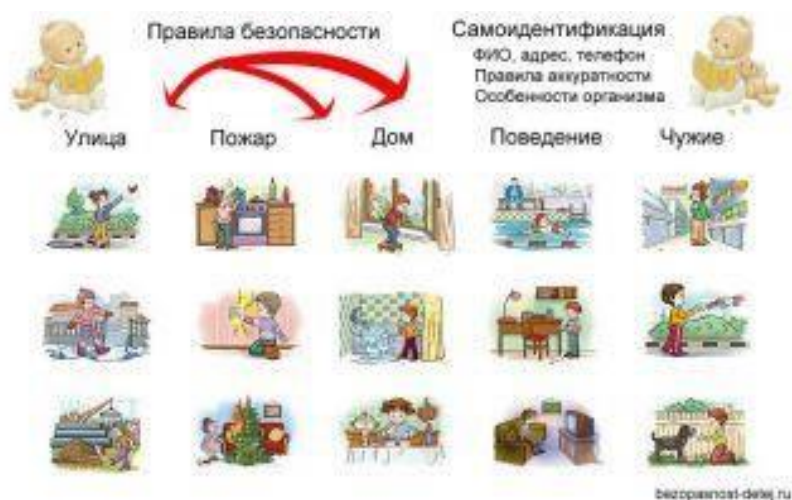 Правила безопасности
Самоидентификация
ФИО, адрес, телефон
Правила аккуратности
Особенности организма
Улица Пожар Дом Поведение Чужие
bezopasnost-detej.ru